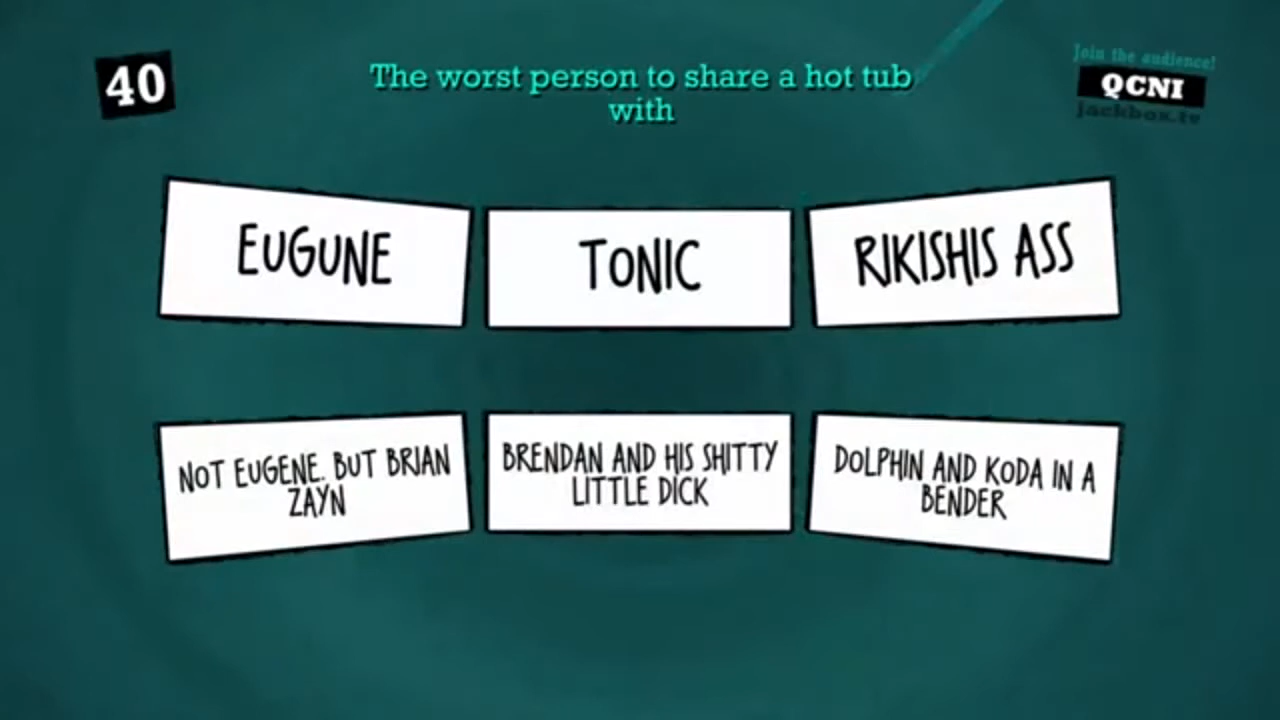 40
The worst person to share a hot tub
with
Join the audience!
QCNI
jackbox.tv
EUGUNE
TONIC
RIKISHIS ASS
NOT EUGENE. BUT BRIAN
ZAYN
BRENDAN AND HIS SHITTY
LITTLE DICK
DOLPHIN AND KODA IN A
BENDER